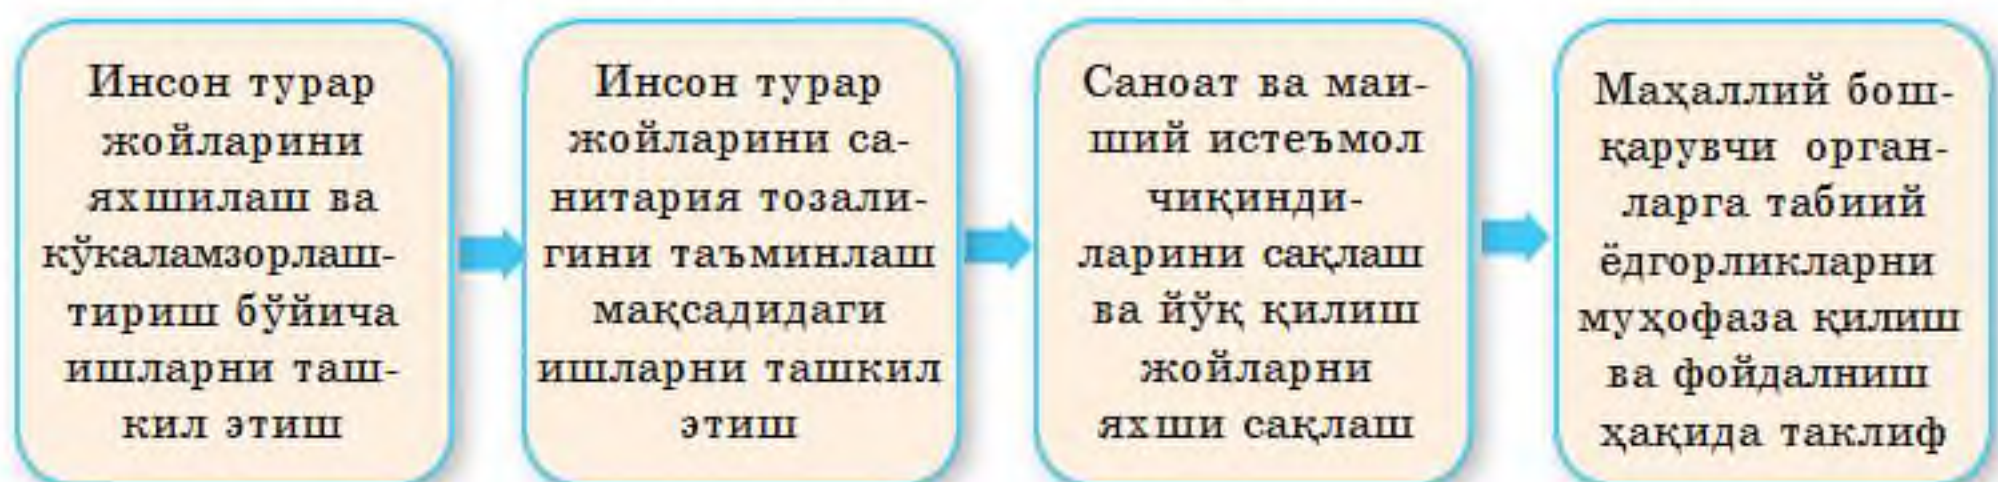 Инсон турар
жойларини
яхшилаш ва
кўкаламзорлаш-
тириш бўйича
ишларни таш-
кил этиш
Инсон турар
жойларини са-
нитария тозали-
гини таъминлаш
мақсадидаги
ишларни ташкил
этиш
Саноат ва маи-
ший истеъмол
чиқинди-
ларини сақлаш
ва йўқ қилиш
жойларни
яхши сақлаш
Маҳаллий бош-
қарувчи орган-
ларга табиий
ёдгорликларни
муҳофаза қилиш
ва фойдалниш
ҳақида таклиф